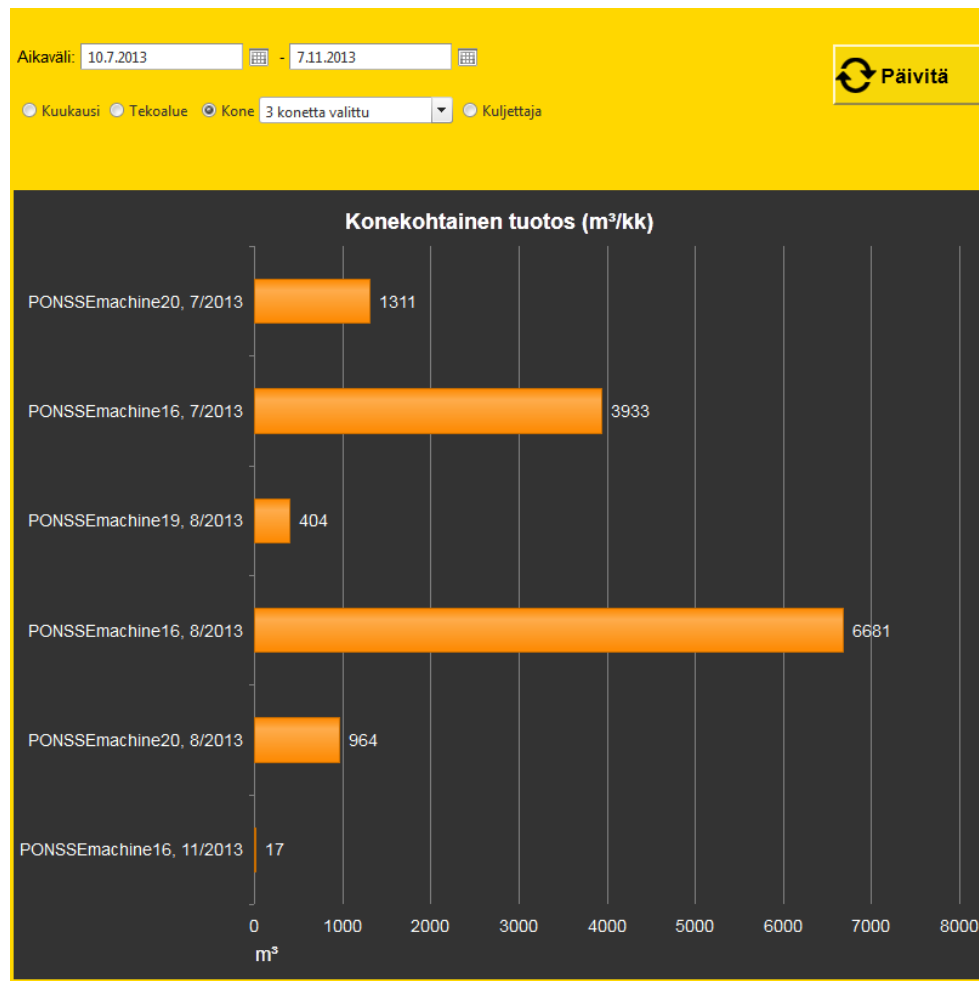 Aikaväli: 10.7.2013 - 7.11.2013
Päivitä
Kuukausi Tekoalue Kone 3 konetta valittu Kuljettaja
Konekohtainen tuotos (m³/kk)
PONSSEmachine20, 7/2013 1311
PONSSEmachine16, 7/2013 3933
PONSSEmachine19, 8/2013 404
PONSSEmachine16, 8/2013 6681
PONSSEmachine20, 8/2013 964
PONSSEmachine16, 11/2013 17
0 1000 2000 3000 4000 5000 6000 7000 8000
m³